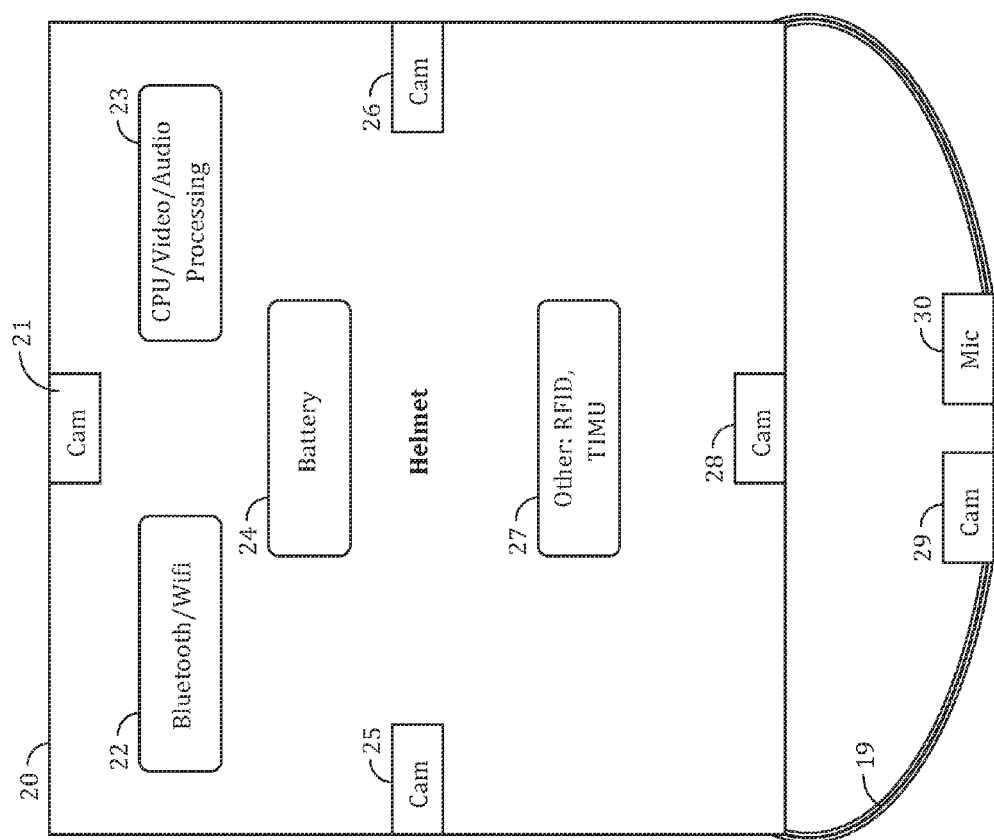 20
21
Cam
22
Bluetooth/Wifi
23
CPU/Video/Audio
Processing
24
Battery
25
Cam
Helmet
26
Cam
27
Other: RFID,
TIMU
28
Cam
19
29
Cam
30
Mic